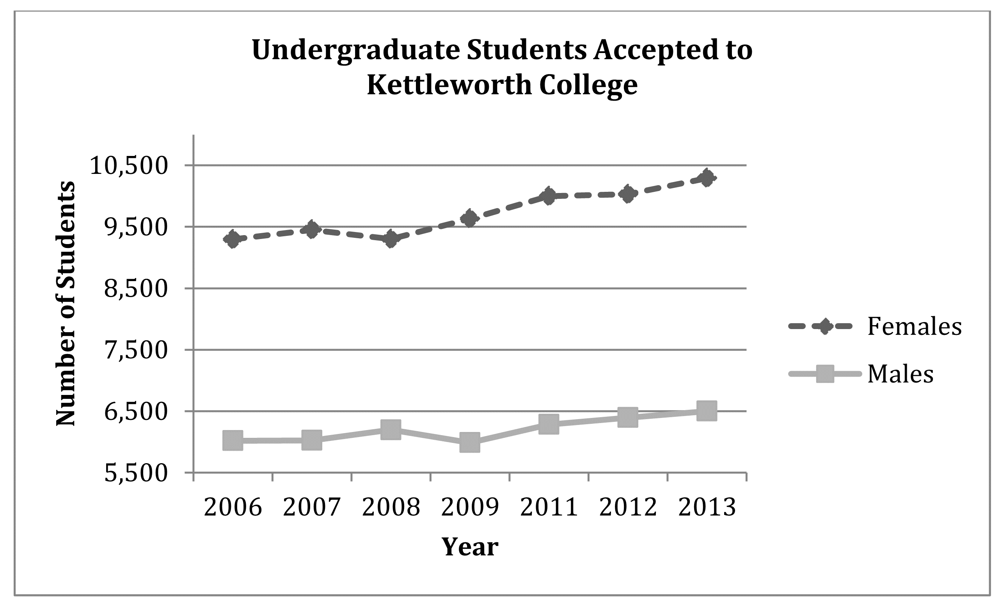 Undergraduate Students Accepted to
Kettleworth College
Number of Students
10,500
9,500
8,500
7,500
6,500
5,500
2006 2007 2008 2009 2011 2012 2013
Year
Females
Males